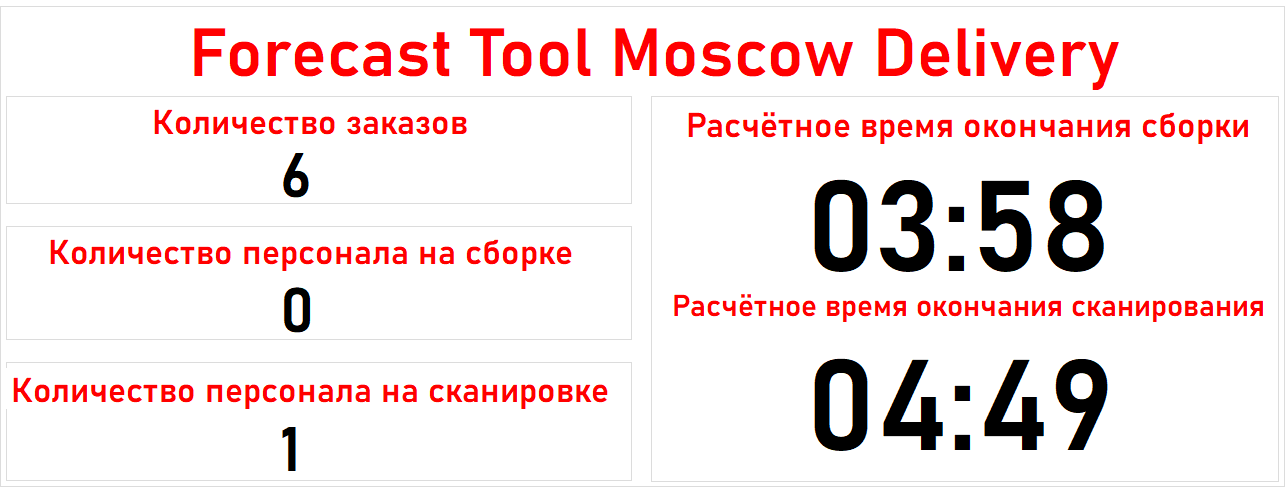 Forecast Tool Moscow Delivery
Количество заказов
6
Количество персонала на сборке
0
Количество персонала на сканировке
1
Расчётное время окончания сборки
03:58
Расчётное время окончания сканирования
04:49